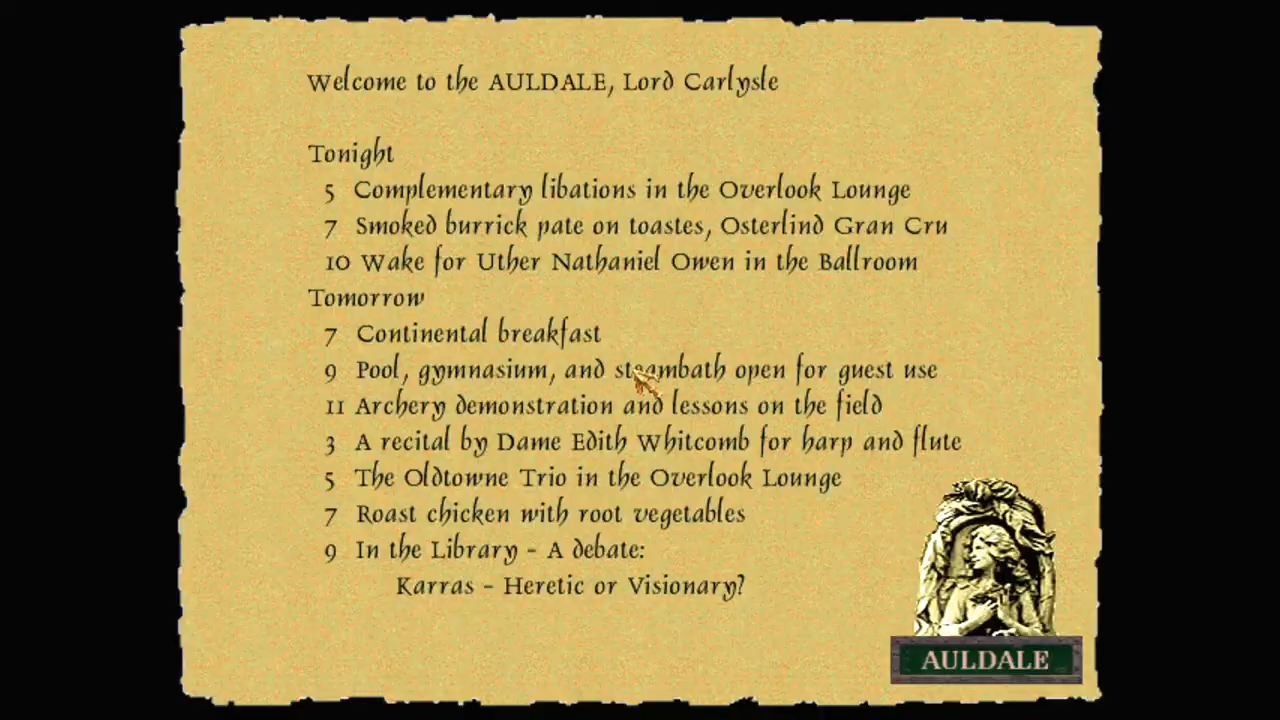 Welcome to the AULDALE, Lord Carlysle
Tonight
5 Complementary libations in the Overlook Lounge
7 Smoked burrick pate on toastes, Osterlind Gran Cru
10 Wake for Uther Nathaniel Owen in the Ballroom
Tomorrow
7 Continental breakfast
9 Pool, gymnasium, and steambath open for guest use
11 Archery demonstration and lessons on the field
3 A recital by Dame Edith Whitcomb for harp and flute
5 The Oldtowne Trio in the Overlook Lounge
7 Roast chicken with root vegetables
9 In the Library - A debate:
Karras - Heretic or Visionary?
AULDALE